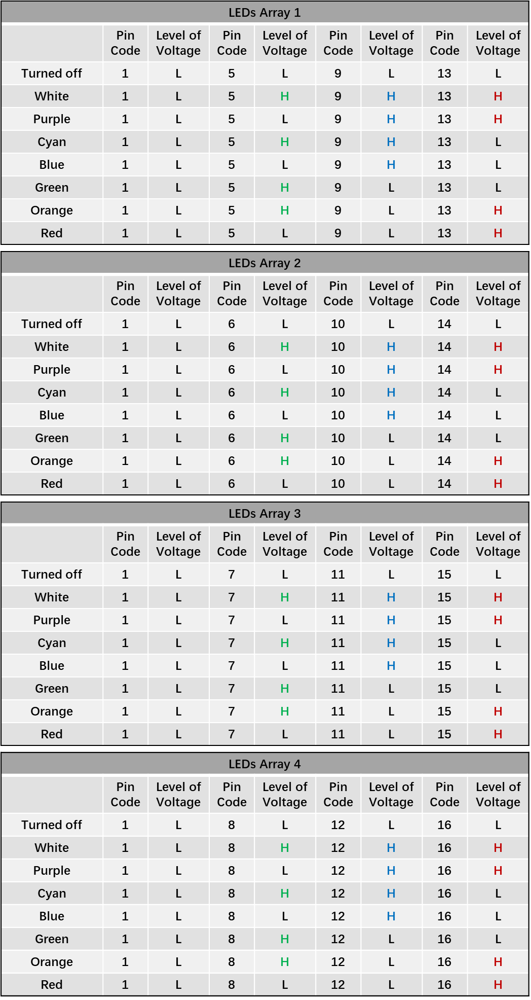 LEDs Array 1
Pin Code Level of Voltage Pin Code Level of Voltage Pin Code Level of Voltage Pin Code Level of Voltage
Turned off 1 L 5 L 9 L 13 L
White 1 L 5 H 9 H 13 H
Purple 1 L 5 L 9 H 13 H
Cyan 1 L 5 H 9 H 13 L
Blue 1 L 5 L 9 H 13 L
Green 1 L 5 H 9 L 13 L
Orange 1 L 5 H 9 L 13 H
Red 1 L 5 L 9 L 13 H
LEDs Array 2
Pin Code Level of Voltage Pin Code Level of Voltage Pin Code Level of Voltage Pin Code Level of Voltage
Turned off 1 L 6 L 10 L 14 L
White 1 L 6 H 10 H 14 H
Purple 1 L 6 L 10 H 14 H
Cyan 1 L 6 H 10 H 14 L
Blue 1 L 6 L 10 H 14 L
Green 1 L 6 H 10 L 14 L
Orange 1 L 6 H 10 L 14 H
Red 1 L 6 L 10 L 14 H
LEDs Array 3
Pin Code Level of Voltage Pin Code Level of Voltage Pin Code Level of Voltage Pin Code Level of Voltage
Turned off 1 L 7 L 11 L 15 L
White 1 L 7 H 11 H 15 H
Purple 1 L 7 L 11 H 15 H
Cyan 1 L 7 H 11 H 15 L
Blue 1 L 7 L 11 H 15 L
Green 1 L 7 H 11 L 15 L
Orange 1 L 7 H 11 L 15 H
Red 1 L 7 L 11 L 15 H
LEDs Array 4
Pin Code Level of Voltage Pin Code Level of Voltage Pin Code Level of Voltage Pin Code Level of Voltage
Turned off 1 L 8 L 12 L 16 L
White 1 L 8 H 12 H 16 H
Purple 1 L 8 L 12 H 16 H
Cyan 1 L 8 H 12 H 16 L
Blue 1 L 8 L 12 H 16 L
Green 1 L 8 H 12 L 16 L
Orange 1 L 8 H 12 L 16 H
Red 1 L 8 L 12 L 16 H